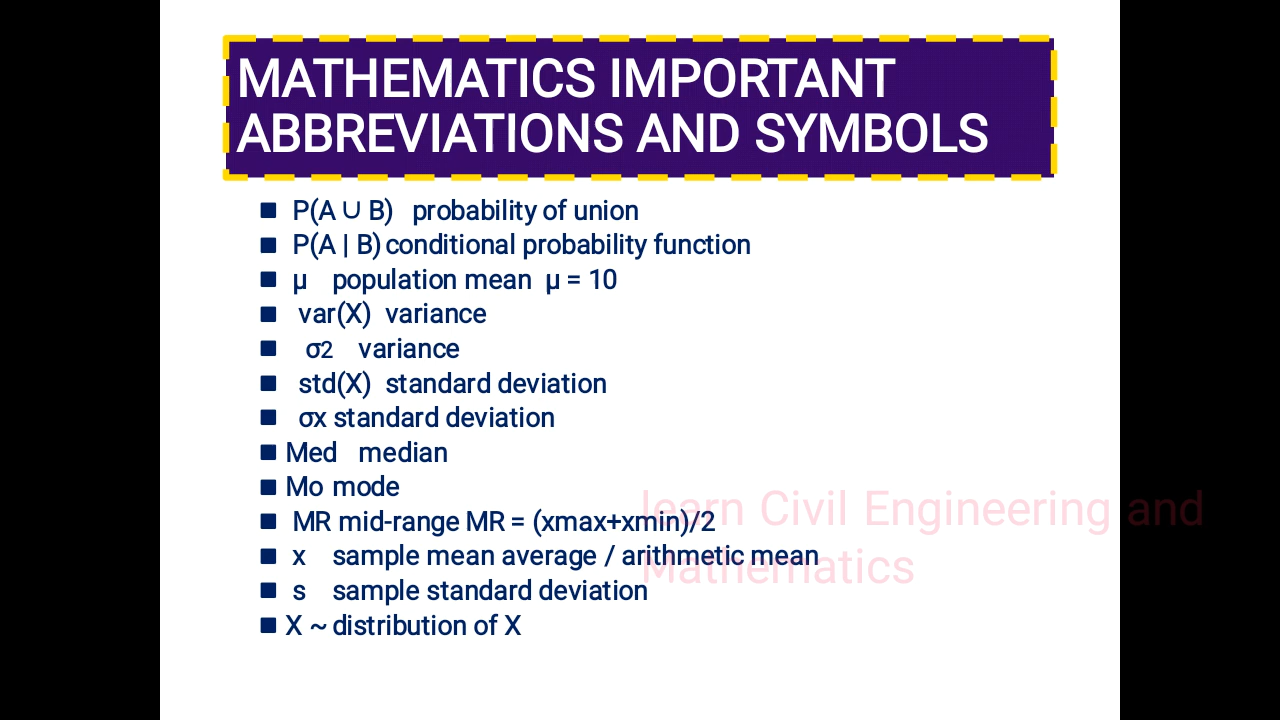 MATHEMATICS IMPORTANT
ABBREVIATIONS AND SYMBOLS
P(A ∪ B) probability of union
P(A | B) conditional probability function
μ population mean μ = 10
var(X) variance
σ2 variance
std(X) standard deviation
σx standard deviation
Med median
Mo mode
MR mid-range MR = (xmax+xmin)/2
x sample mean average / arithmetic mean
s sample standard deviation
X ~ distribution of X
learn Civil Engineering and
Mathematics